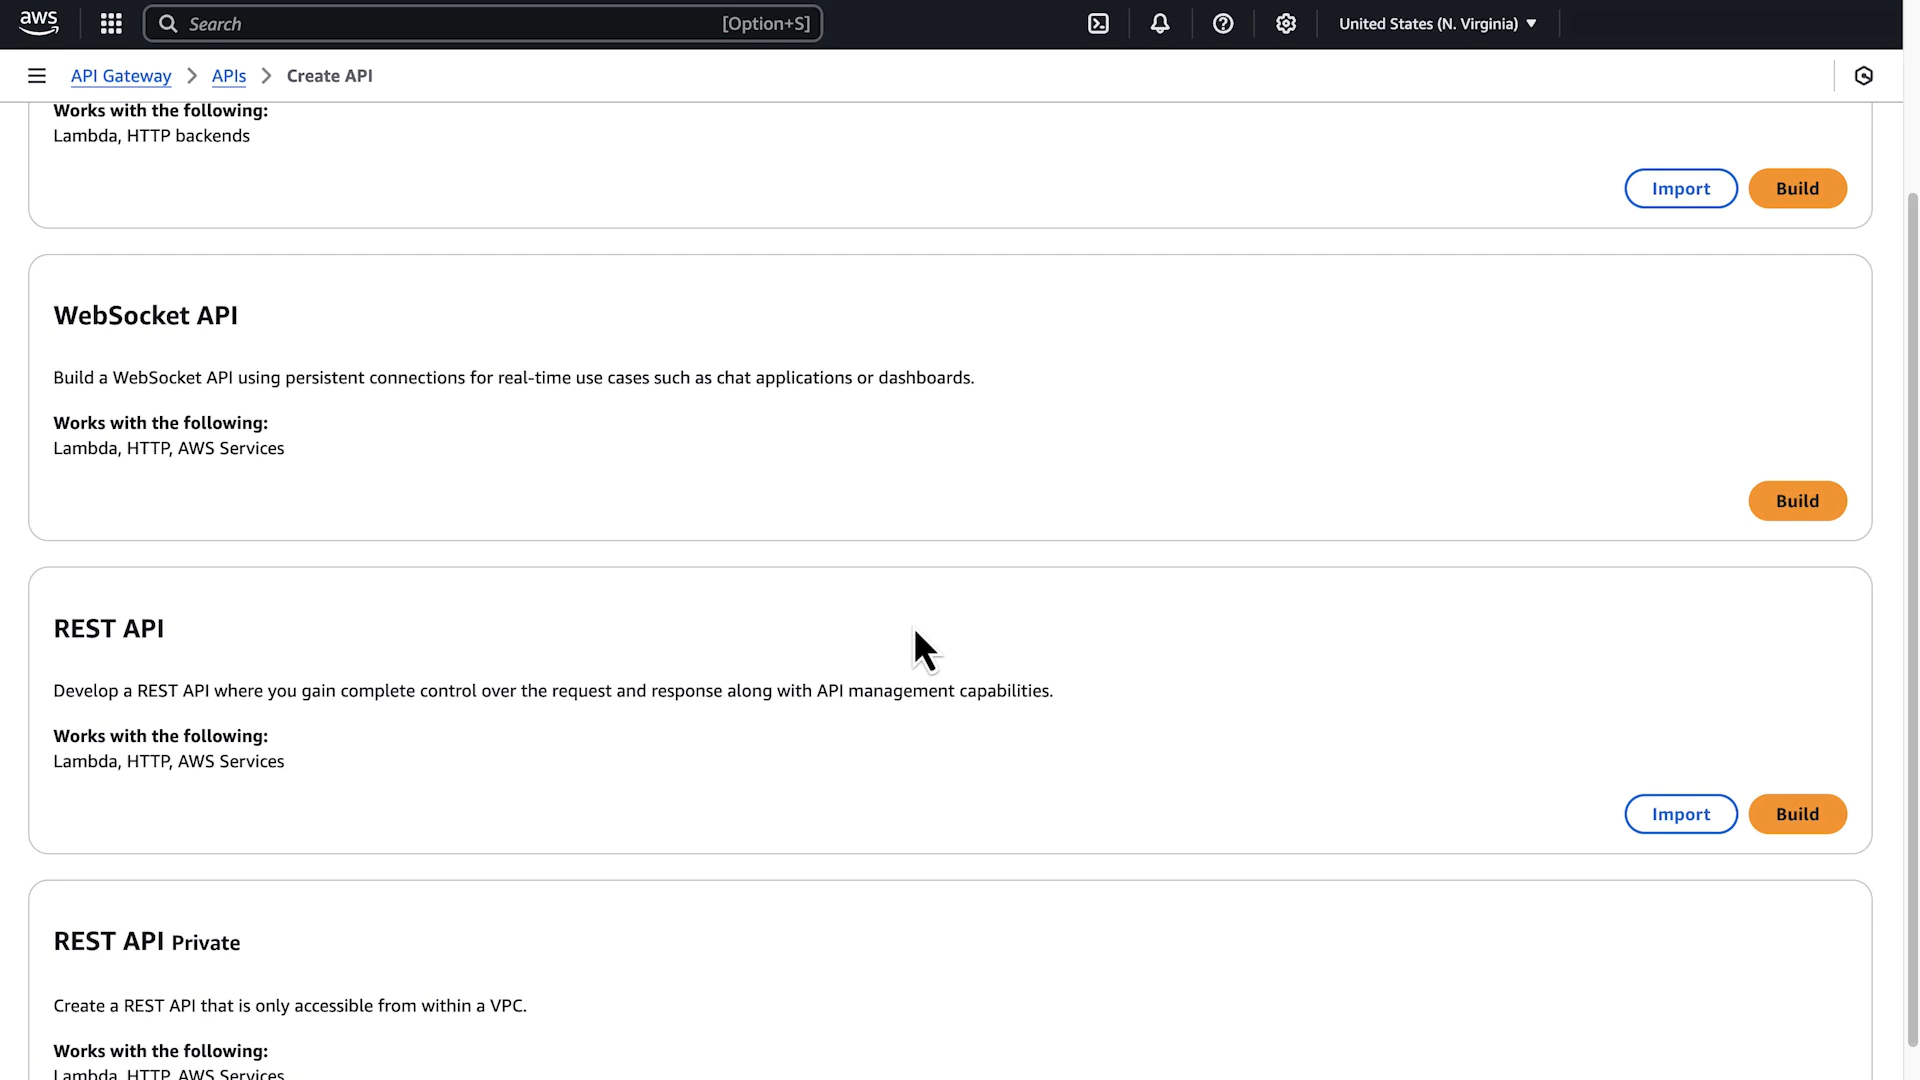 aws
Search [Option+S]
United States (N. Virginia)
API Gateway > APIs > Create API
Works with the following:
Lambda, HTTP backends
Import
Build
WebSocket API
Build a WebSocket API using persistent connections for real-time use cases such as chat applications or dashboards.
Works with the following:
Lambda, HTTP, AWS Services
Build
REST API
Develop a REST API where you gain complete control over the request and response along with API management capabilities.
Works with the following:
Lambda, HTTP, AWS Services
Import
Build
REST API Private
Create a REST API that is only accessible from within a VPC.
Works with the following:
Lambda, HTTP, AWS Services